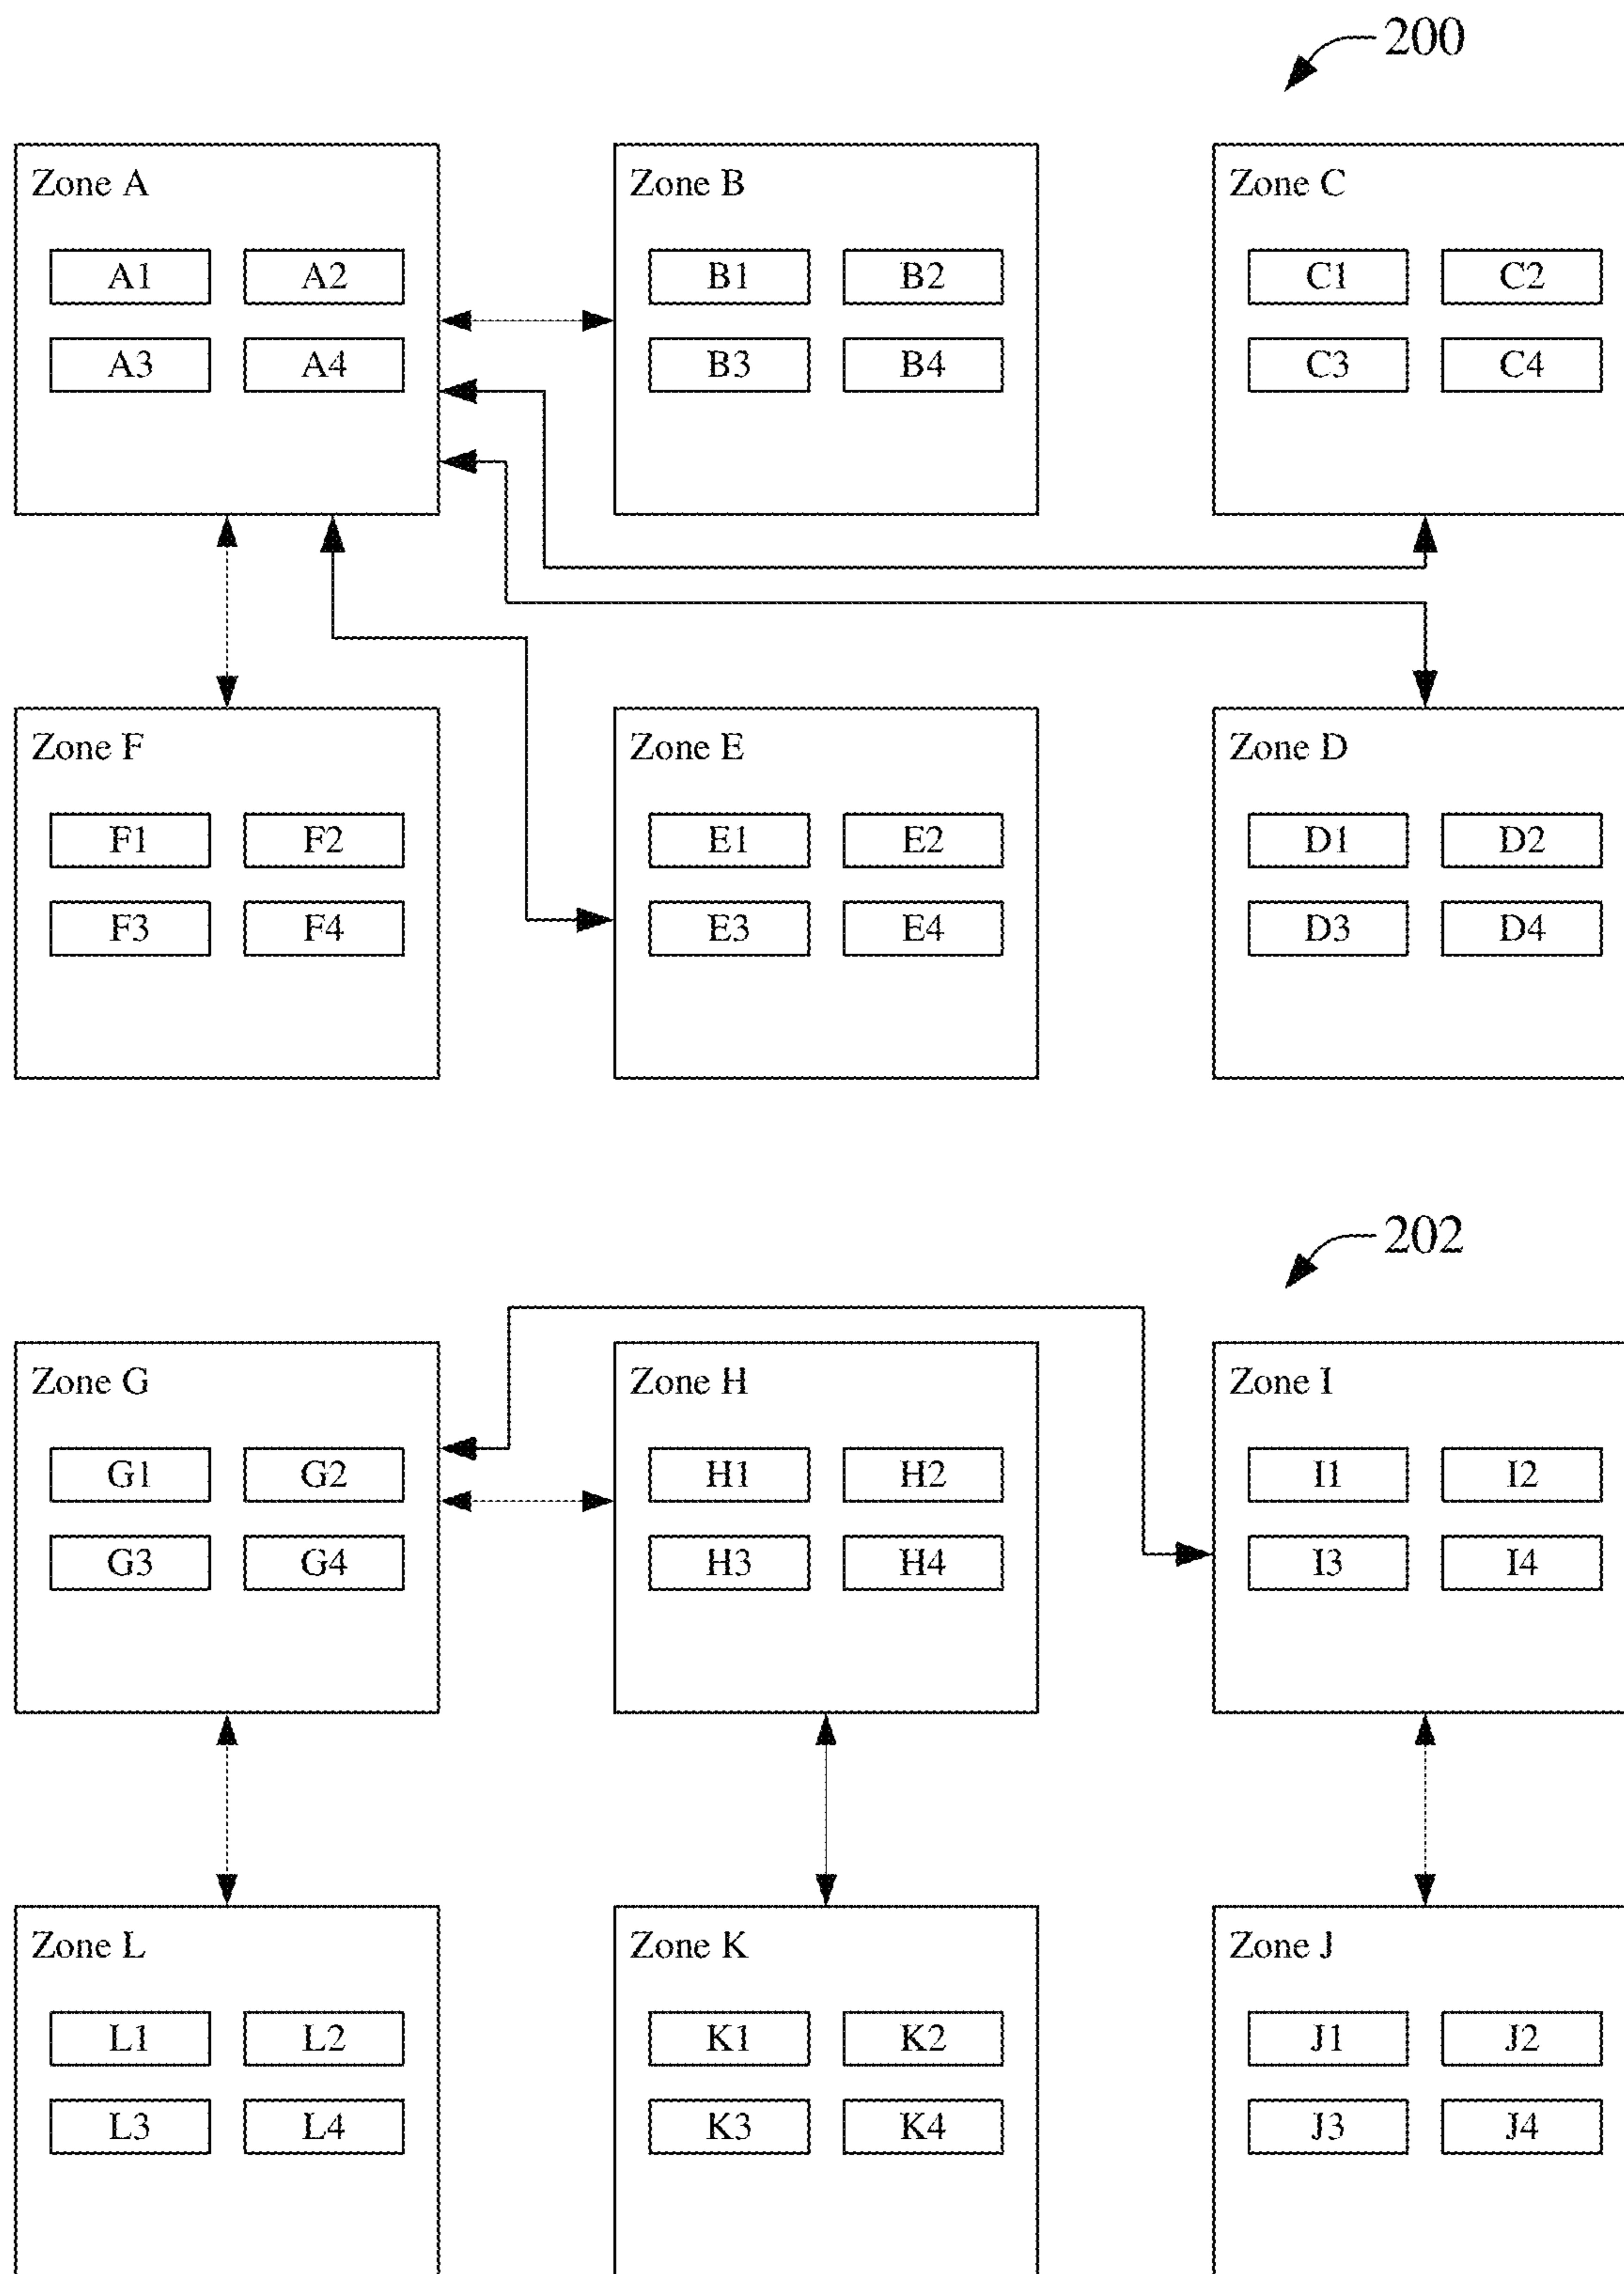 200
Zone A
Zone B
Zone C
A1 A2
B1 B2
C1 C2
A3 A4
B3 B4
C3 C4
Zone F
Zone E
Zone D
F1 F2
E1 E2
D1 D2
F3 F4
E3 E4
D3 D4
202
Zone G
Zone H
Zone I
G1 G2
H1 H2
I1 I2
G3 G4
H3 H4
I3 I4
Zone L
Zone K
Zone J
L1 L2
K1 K2
J1 J2
L3 L4
K3 K4
J3 J4